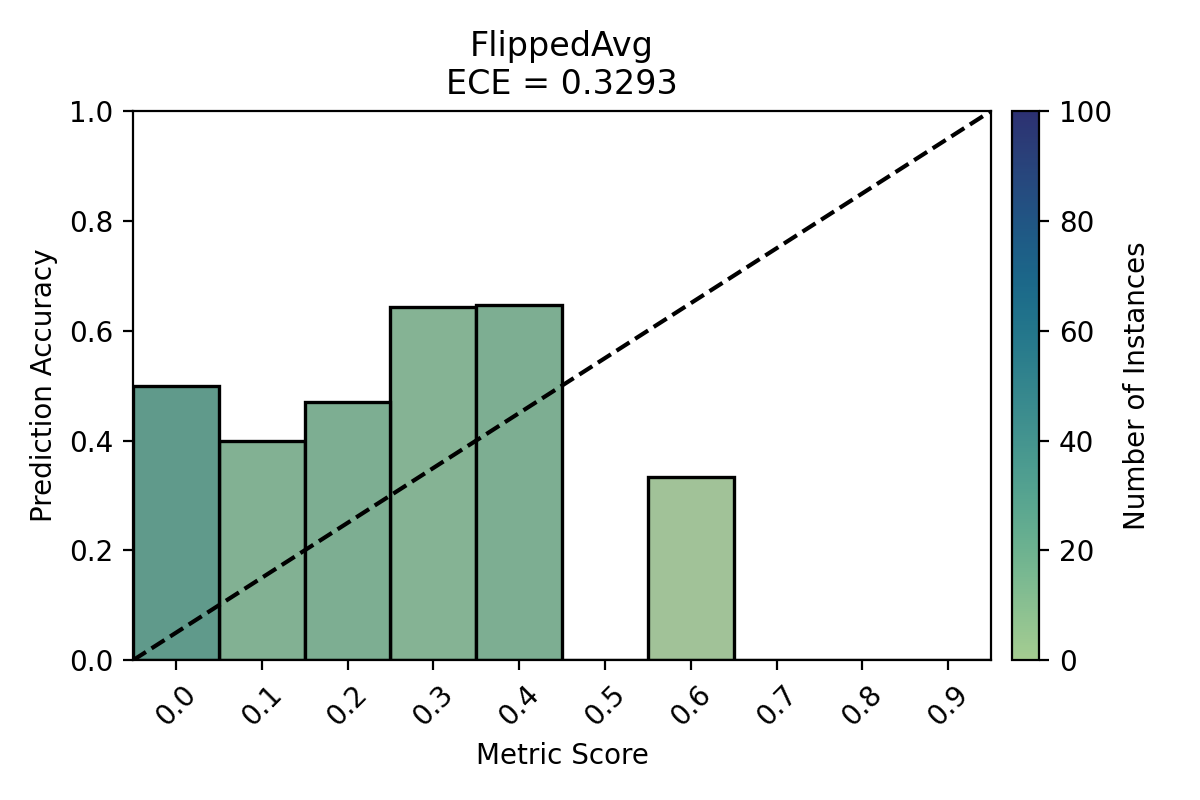 FlippedAvg
ECE = 0.3293
1.0
0.8
0.6
0.4
0.2
0.0
Prediction Accuracy
0.0 0.1 0.2 0.3 0.4 0.5 0.6 0.7 0.8 0.9
Metric Score
100
80
60
40
20
0
Number of Instances